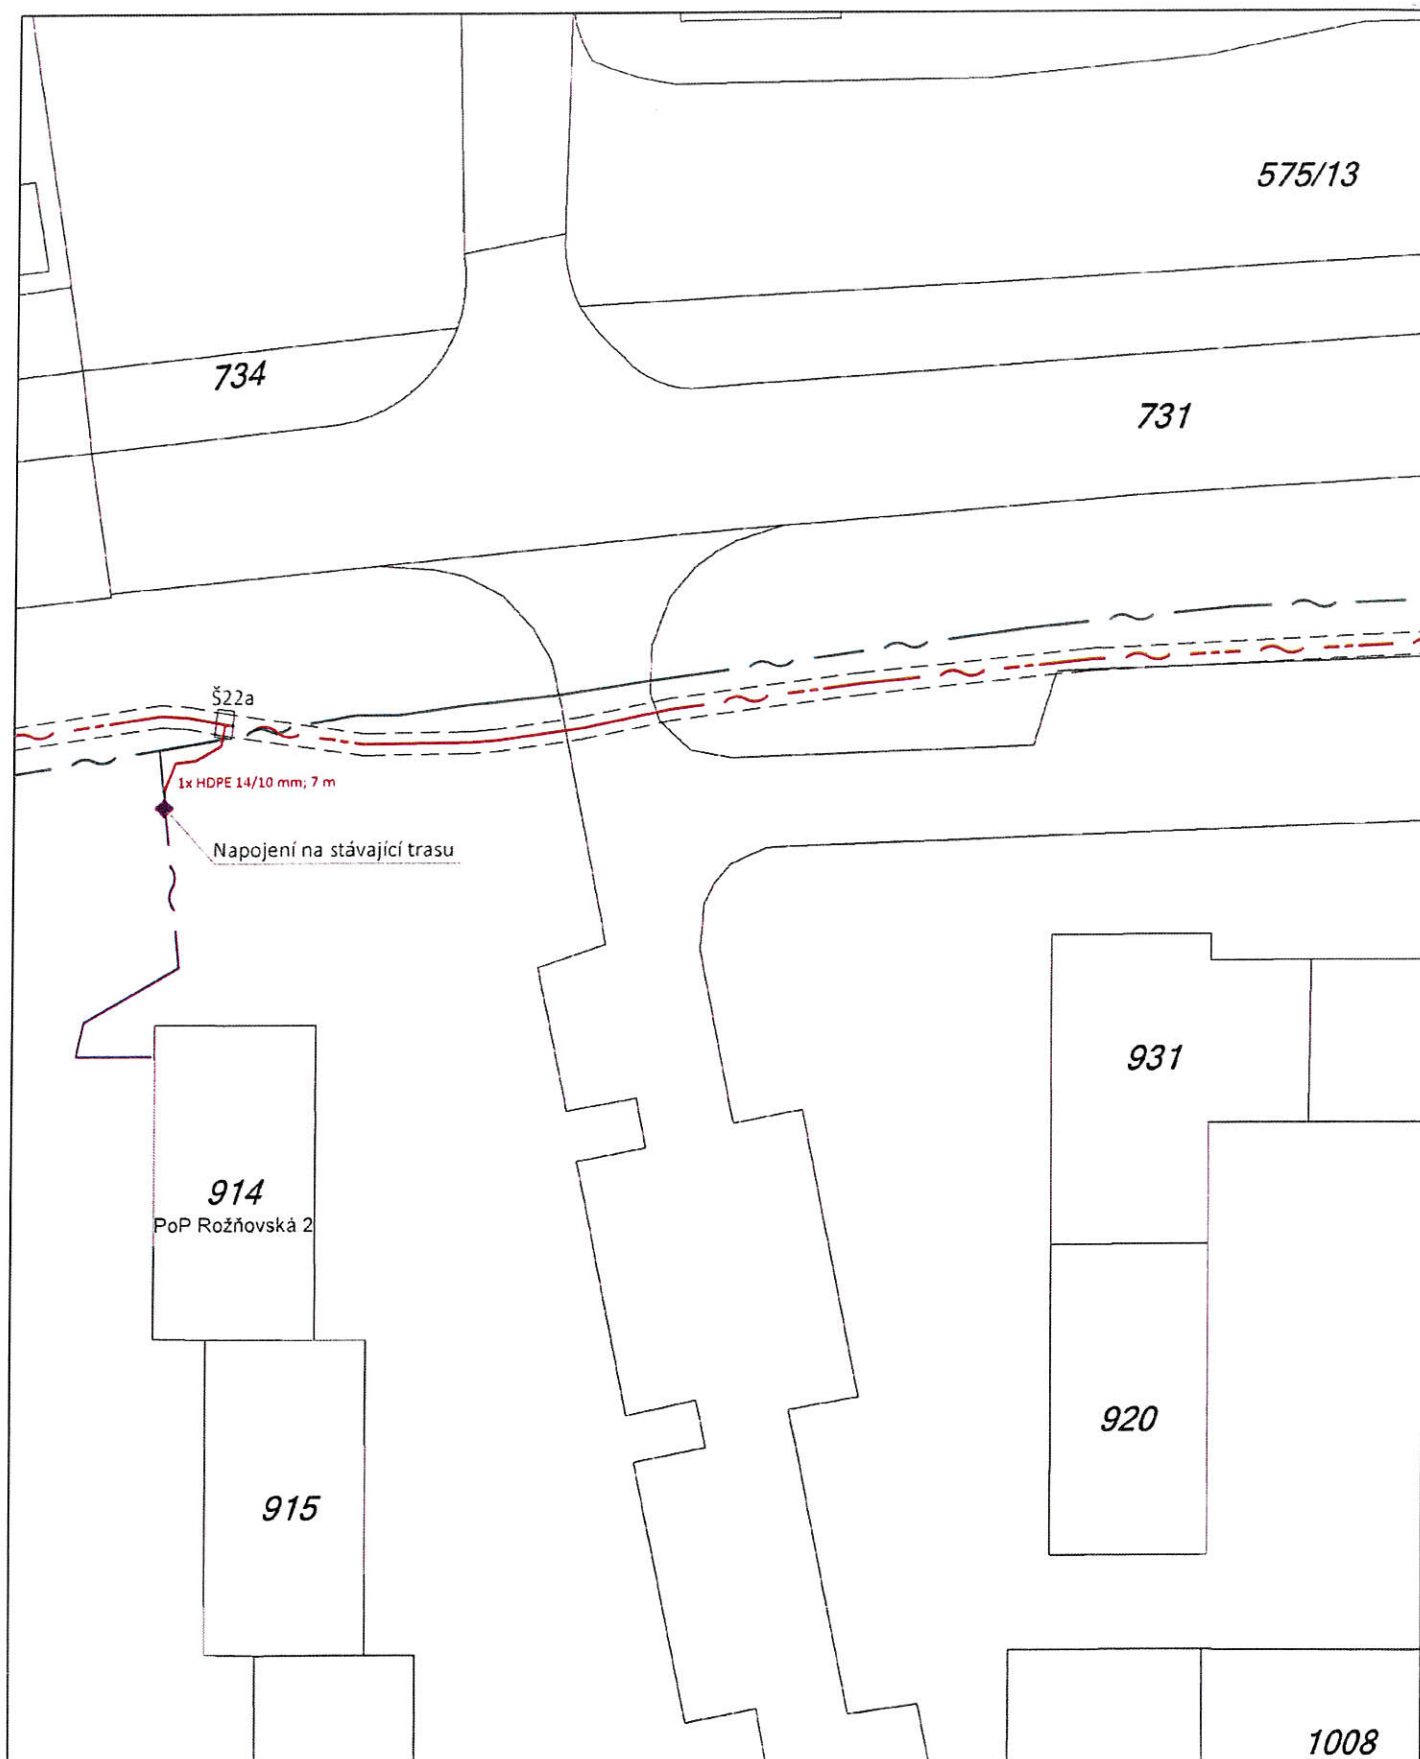 575/13
734
731
Š22a
1x HDPE 14/10 mm; 7 m
Napojení na stávající trasu
931
914
PoP Rožňovská 2
920
915
1008